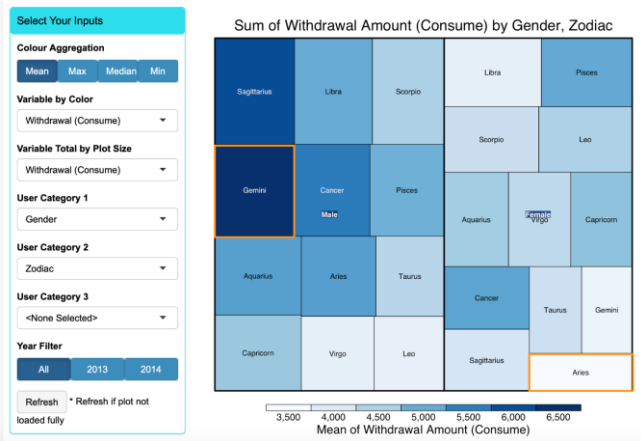 Select Your Inputs
Colour Aggregation
Mean Max Median Min
Variable by Color
Withdrawal (Consume)
Variable Total by Plot Size
Withdrawal (Consume)
User Category 1
Gender
User Category 2
Zodiac
User Category 3
<None Selected>
Year Filter
All 2013 2014
Refresh * Refresh if plot not
loaded fully
Sum of Withdrawal Amount (Consume) by Gender, Zodiac
Sagittarius Libra Scorpio
Gemini Cancer Pisces
Male
Aquarius Aries Taurus
Capricorn Virgo Leo
Libra Pisces
Scorpio Leo
Aquarius Virgo Capricorn
Female
Cancer Taurus Gemini
Sagittarius Aries
3,500 4,000 4,500 5,000 5,500 6,000 6,500
Mean of Withdrawal Amount (Consume)